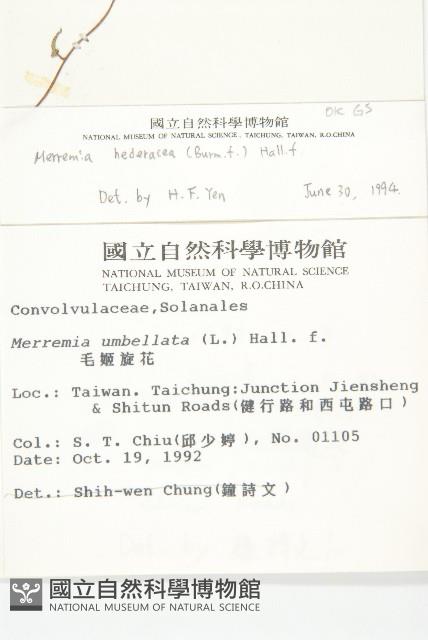 OK GS
國立自然科學博物館
NATIONAL MUSEUM OF NATURAL SCIENCE, TAICHUNG, TAIWAN, R.O.CHINA
Merremia hederacea (Burm.f.) Hall.f
Det. by H.F.Yen June 30, 1994.
國立自然科學博物館
NATIONAL MUSEUM OF NATURAL SCIENCE
TAICHUNG, TAIWAN, R.O.CHINA
Convolvulaceae,Solanales
Merremia umbellata (L.) Hall. f.
毛姬旋花
Loc.: Taiwan. Taichung:Junction Jiensheng
& Shitun Roads(健行路和西屯路口)
Col.: S. T. Chiu(邱少婷), No. 01105
Date: Oct. 19, 1992
Det.: Shih-wen Chung(鐘詩文)
國立自然科學博物館
NATIONAL MUSEUM OF NATURAL SCIENCE